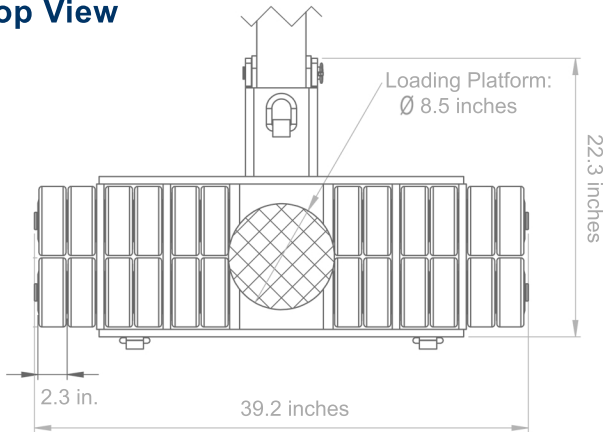 op View
Loading Platform:
Ø 8.5 inches
22.3 inches
2.3 in.
39.2 inches